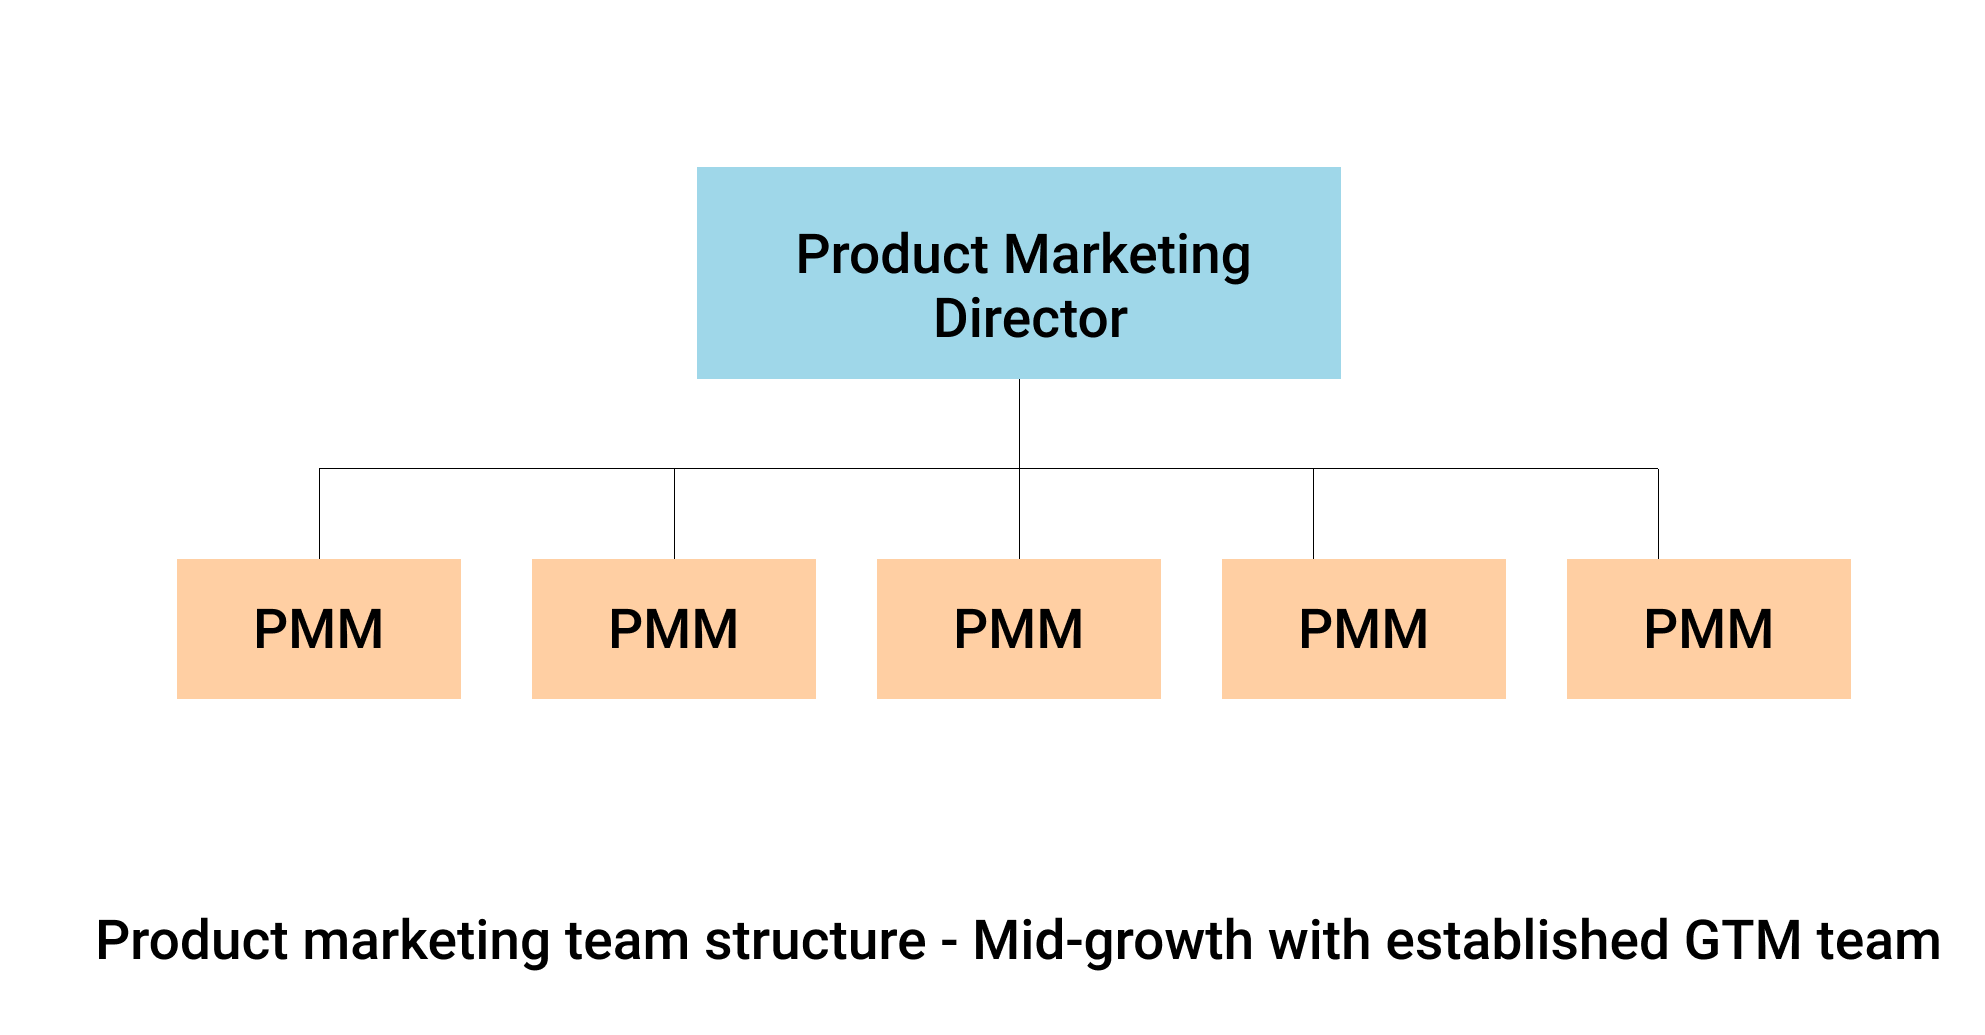 Product Marketing
Director
PMM
PMM
PMM
PMM
PMM
Product marketing team structure - Mid-growth with established GTM team